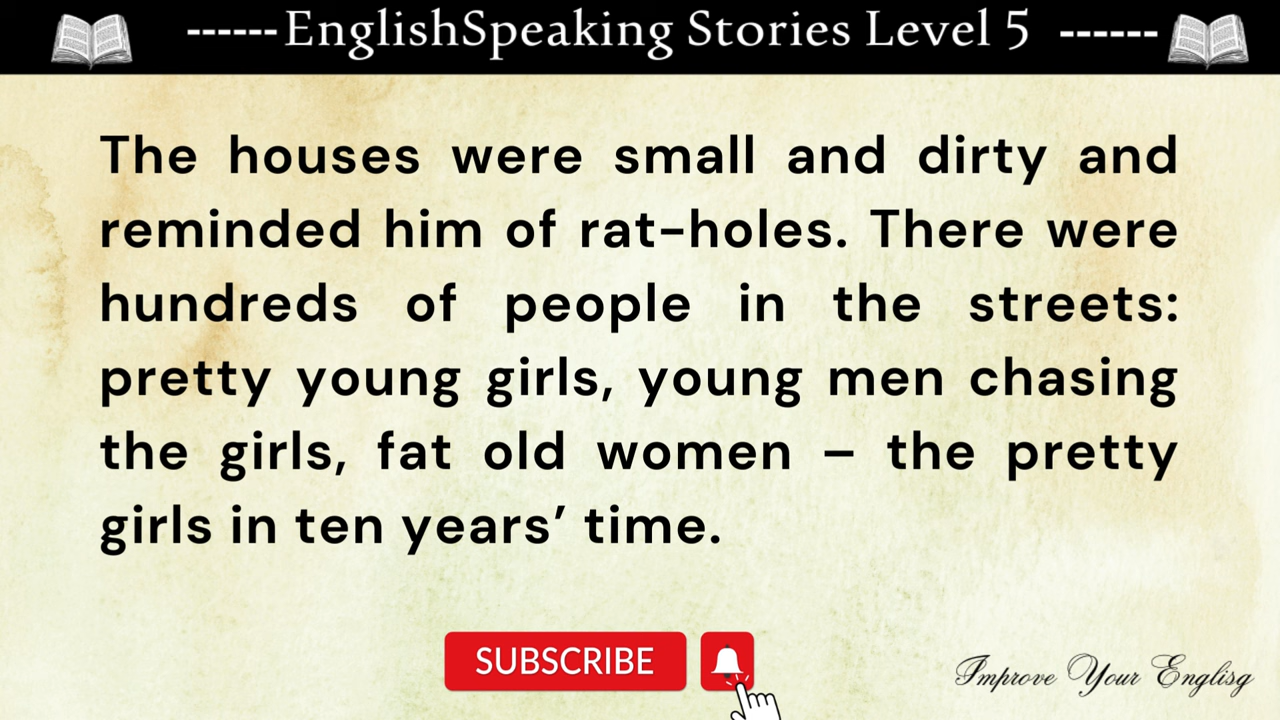 ------EnglishSpeaking Stories Level 5 ------
The houses were small and dirty and
reminded him of rat-holes. There were
hundreds of people in the streets:
pretty young girls, young men chasing
the girls, fat old women – the pretty
girls in ten years’ time.
SUBSCRIBE
Improve Your Englisg